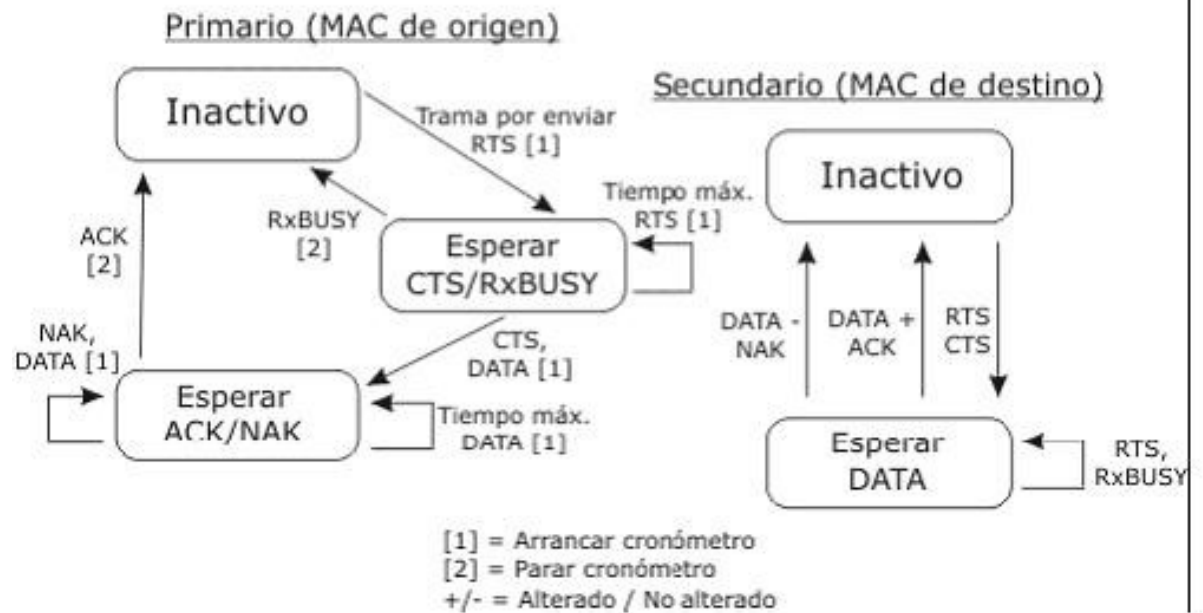 Primario (MAC de origen)
Inactivo
Trama por enviar
RTS [1]
RxBUSY
[2]
Tiempo máx.
RTS [1]
Esperar
CTS/RxBUSY
ACK
[2]
NAK,
DATA [1]
CTS,
DATA [1]
Esperar
ACK/NAK
Tiempo máx.
DATA [1]
Secundario (MAC de destino)
Inactivo
DATA -
NAK
DATA +
ACK
RTS
CTS
Esperar
DATA
RTS,
RxBUSY
[1] = Arrancar cronómetro
[2] = Parar cronómetro
+/- = Alterado / No alterado